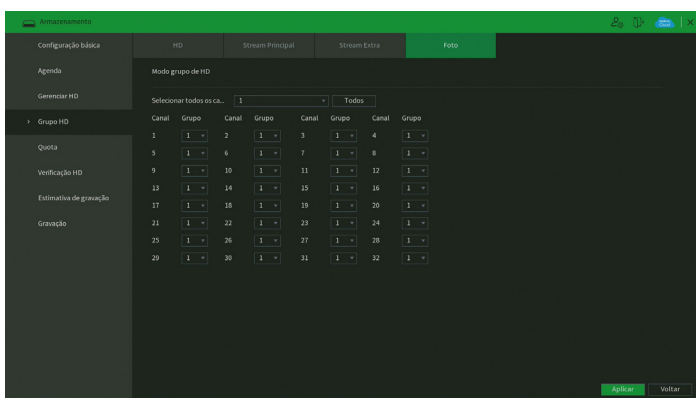 Armazenamento
Configuração básica
Agenda
Gerenciar HD
Grupo HD
Quota
Verificação HD
Estimativa de gravação
Gravação
HD Stream Principal Stream Extra Foto
Modo grupo de HD
Selecionar todos os ca... 1 Todos
Canal Grupo Canal Grupo Canal Grupo Canal Grupo
1 1 2 1 3 1 4 1
5 1 6 1 7 1 8 1
9 1 10 1 11 1 12 1
13 1 14 1 15 1 16 1
17 1 18 1 19 1 20 1
21 1 22 1 23 1 24 1
25 1 26 1 27 1 28 1
29 1 30 1 31 1 32 1
Aplicar Voltar